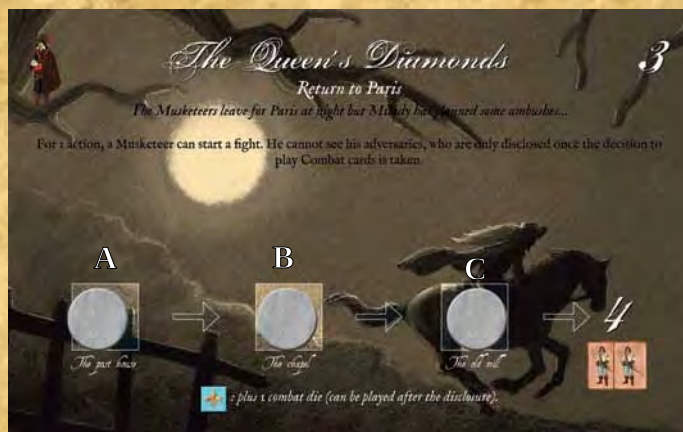 The Queen's Diamonds
3
Return to Paris
The Musketeers leave for Paris at night but Milady has planned some ambushes...
For 1 action, a Musketeer can start a fight. He cannot see his adversaries, who are only disclosed once the decision to
play Combat cards is taken.
A
B
C
4
The post house
The chapel
The old mill
: plus 1 combat die (can be played after the disclosure).